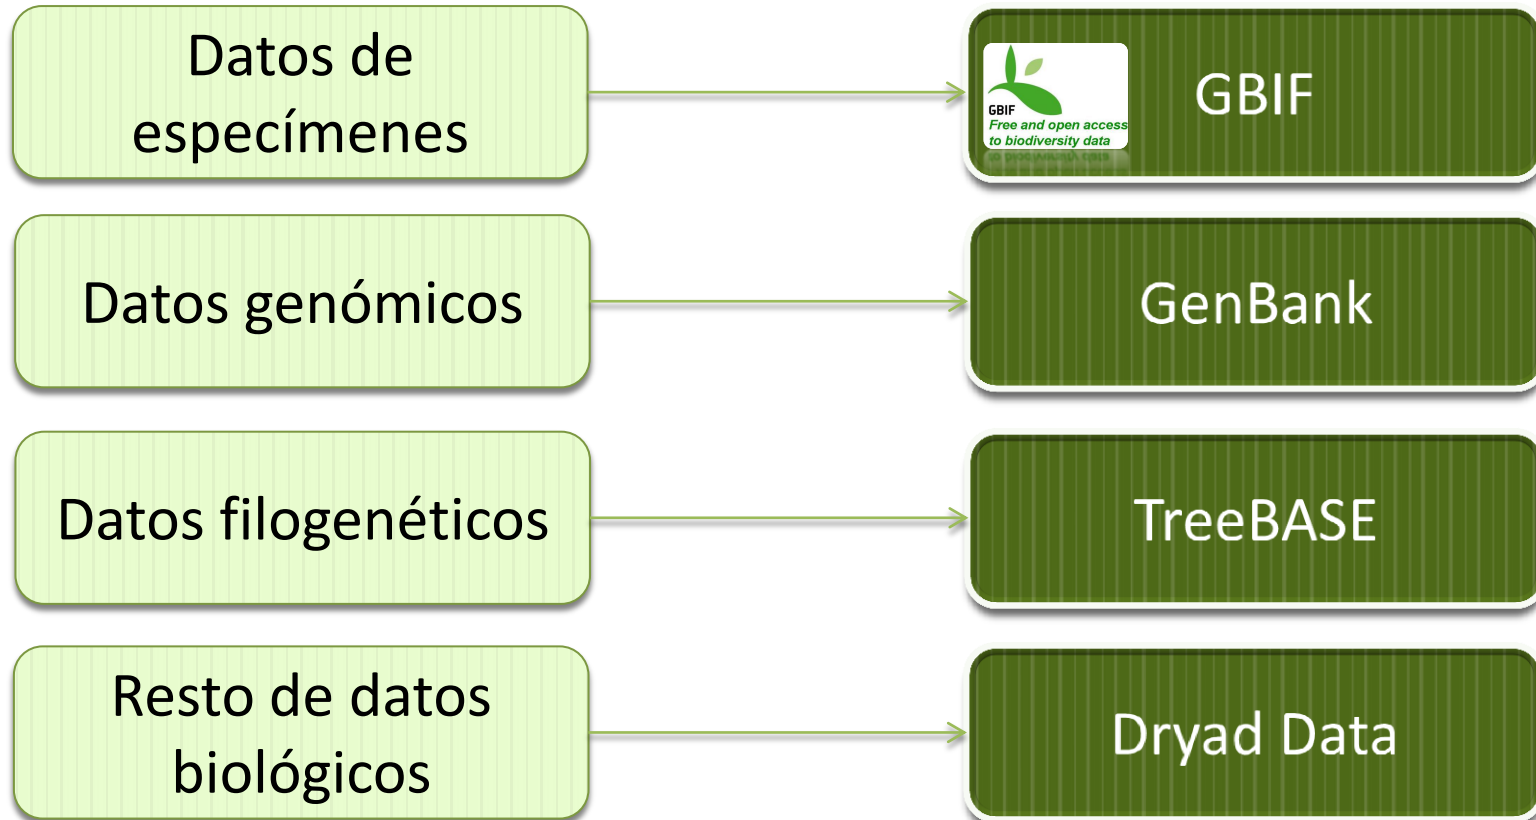 Datos de
especímenes
GBIF
Free and open access
to biodiversity data
GBIF
Datos genómicos
GenBank
Datos filogenéticos
TreeBASE
Resto de datos
biológicos
Dryad Data